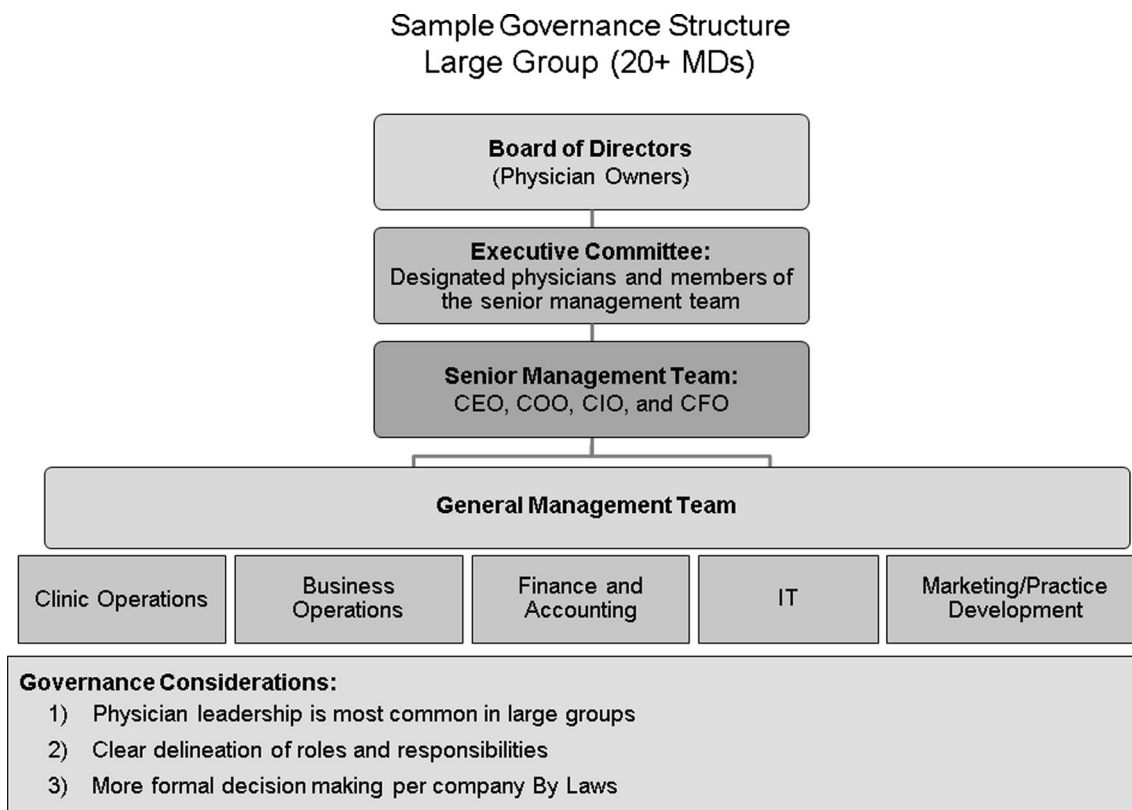 Sample Governance Structure
Large Group (20+ MDs)
Board of Directors
(Physician Owners)
Executive Committee:
Designated physicians and members of
the senior management team
Senior Management Team:
CEO, COO, CIO, and CFO
General Management Team
Clinic Operations
Business
Operations
Finance and
Accounting
IT
Marketing/Practice
Development
Governance Considerations:
1) Physician leadership is most common in large groups
2) Clear delineation of roles and responsibilities
3) More formal decision making per company By Laws